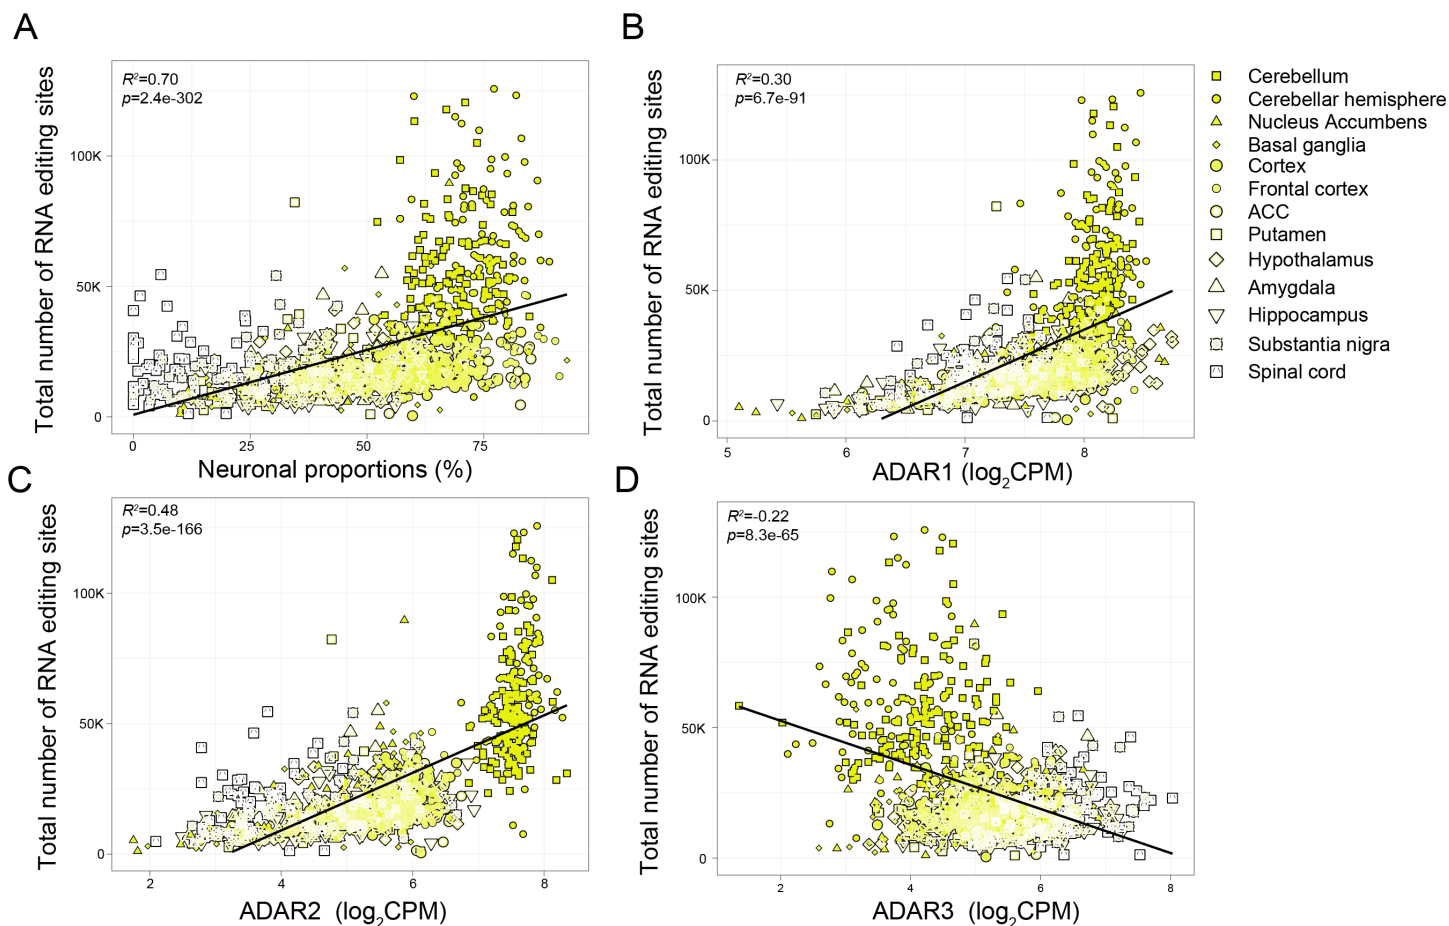 A
R²=0.70
p=2.4e-302
Total number of RNA editing sites
100K
50K
0
0 25 50 75
Neuronal proportions (%)
B
R²=0.30
p=6.7e-91
Total number of RNA editing sites
100K
50K
0
5 6 7 8
ADAR1 (log₂CPM)
Cerebellum
Cerebellar hemisphere
Nucleus Accumbens
Basal ganglia
Cortex
Frontal cortex
ACC
Putamen
Hypothalamus
Amygdala
Hippocampus
Substantia nigra
Spinal cord
C
R²=0.48
p=3.5e-166
Total number of RNA editing sites
100K
50K
0
2 4 6 8
ADAR2 (log₂CPM)
D
R²=-0.22
p=8.3e-65
Total number of RNA editing sites
100K
50K
0
2 4 6 8
ADAR3 (log₂CPM)